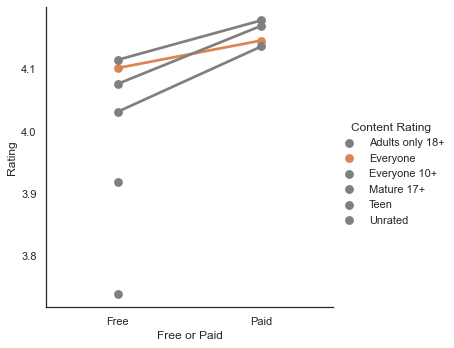 4.1
4.0
3.9
3.8
Rating
Free
Paid
Free or Paid
Content Rating
Adults only 18+
Everyone
Everyone 10+
Mature 17+
Teen
Unrated